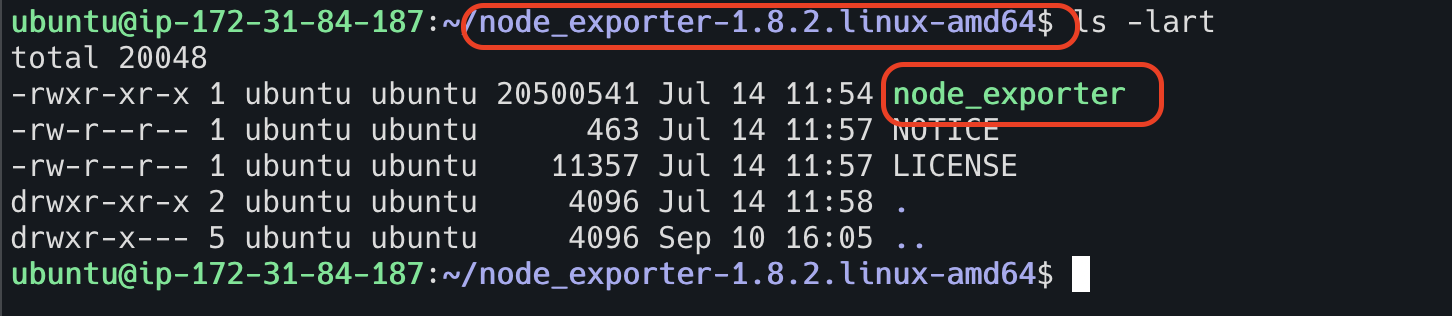 ubuntu@ip-172-31-84-187:~/node_exporter-1.8.2.linux-amd64$ ls -lart
total 20048
-rwxr-xr-x 1 ubuntu ubuntu 20500541 Jul 14 11:54 node_exporter
-rw-r--r-- 1 ubuntu ubuntu      463 Jul 14 11:57 NOTICE
-rw-r--r-- 1 ubuntu ubuntu    11357 Jul 14 11:57 LICENSE
drwxr-xr-x 2 ubuntu ubuntu     4096 Jul 14 11:58 .
drwxr-x--- 5 ubuntu ubuntu     4096 Sep 10 16:05 ..
ubuntu@ip-172-31-84-187:~/node_exporter-1.8.2.linux-amd64$